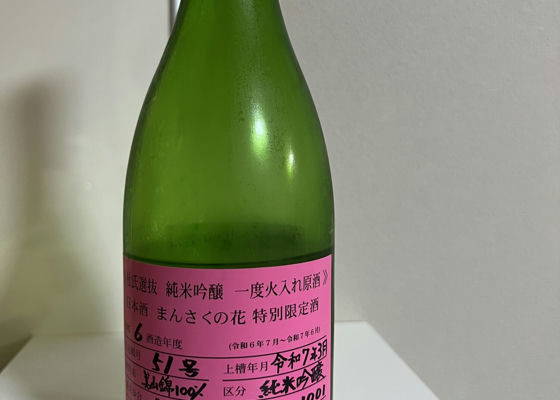 杜氏選抜 純米吟醸 一度火入れ原酒》
日本酒 まんさくの花 特別限定酒
6 酒造年度 (令和6年7月〜令和7年6月)
51号 上槽年月 令和7年3月
美山錦100% 区分 純米吟醸